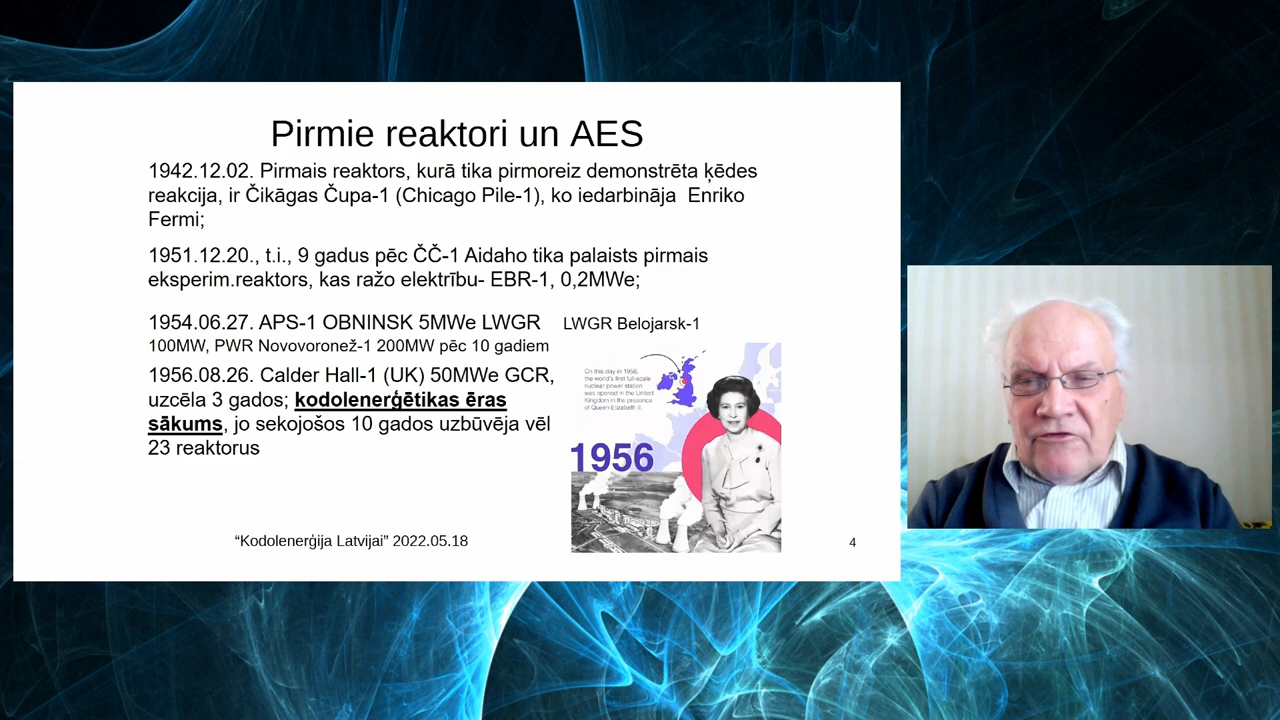 Pirmie reaktori un AES
1942.12.02. Pirmais reaktors, kurā tika pirmoreiz demonstrēta ķēdes
reakcija, ir Čikāgas Čupa-1 (Chicago Pile-1), ko iedarbināja  Enriko
Fermi;
1951.12.20., t.i., 9 gadus pēc ČČ-1 Aidaho tika palaists pirmais
eksperim.reaktors, kas ražo elektrību- EBR-1, 0,2MWe;
1954.06.27. APS-1 OBNINSK 5MWe LWGR LWGR Belojarsk-1
100MW, PWR Novovoronež-1 200MW pēc 10 gadiem
1956.08.26. Calder Hall-1 (UK) 50MWe GCR,
uzcēla 3 gados; kodolenerģētikas ēras
sākums, jo sekojošos 10 gados uzbūvēja vēl
23 reaktorus
On this day in 1956,
the world's first full-scale
nuclear power station
was opened in the United
Kingdom in the presence
of Queen Elizabeth II.
1956
“Kodolenerģija Latvijai” 2022.05.18
4